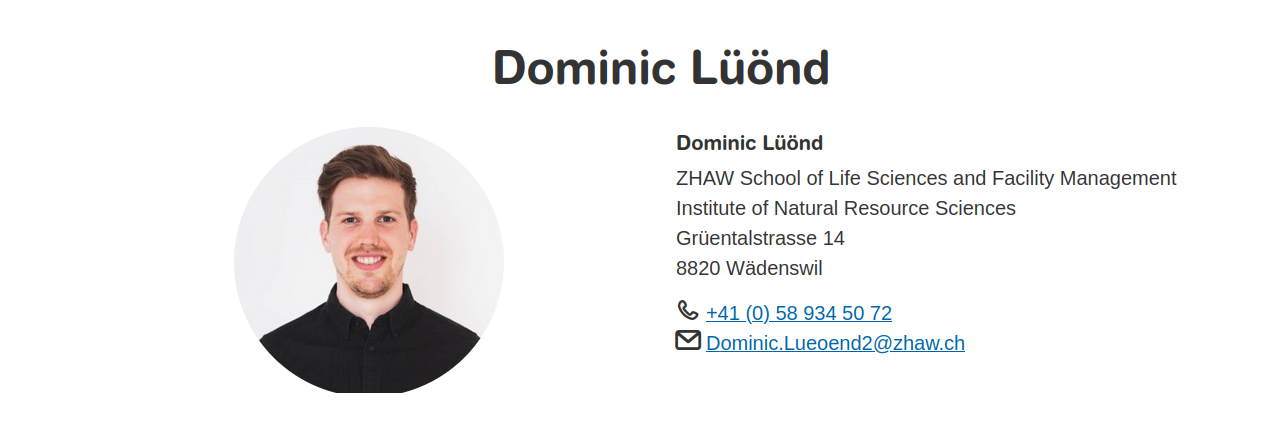 Dominic Lüönd
Dominic Lüönd
ZHAW School of Life Sciences and Facility Management
Institute of Natural Resource Sciences
Grüentalstrasse 14
8820 Wädenswil
+41 (0) 58 934 50 72
Dominic.Lueoend2@zhaw.ch